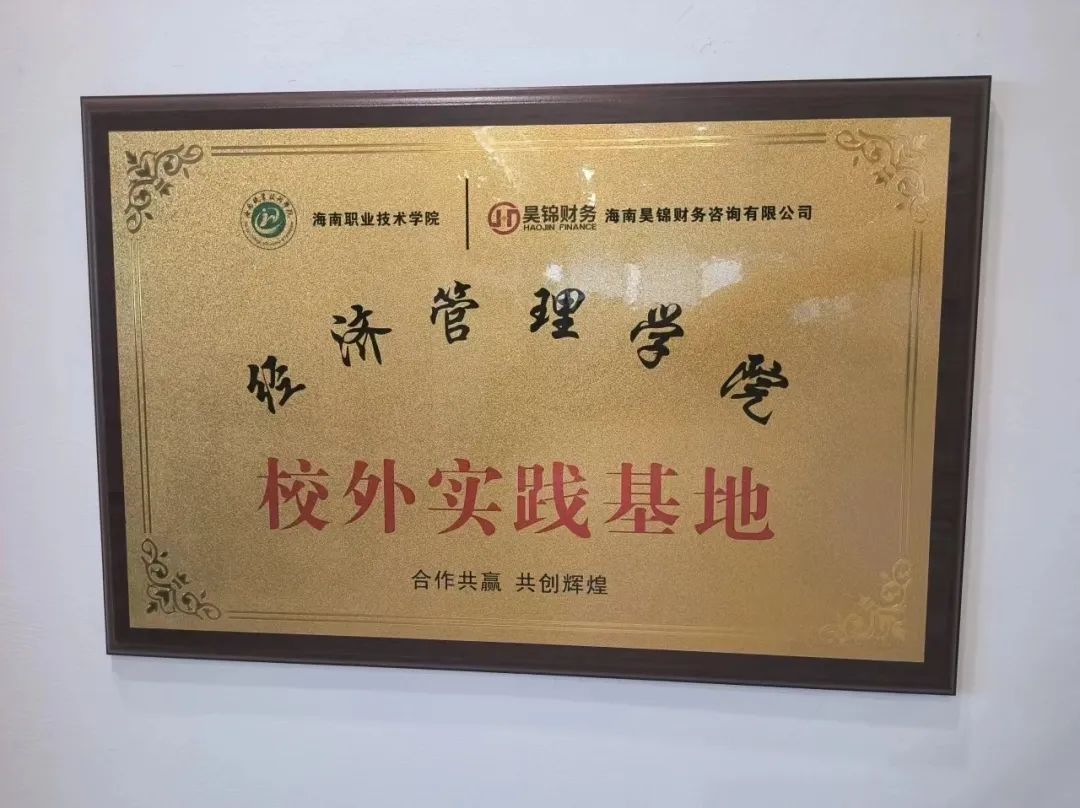 海南职业技术学院 昊锦财务 HAOJIN FINANCE 海南昊锦财务咨询有限公司
经济管理学院
校外实践基地
合作共赢 共创辉煌